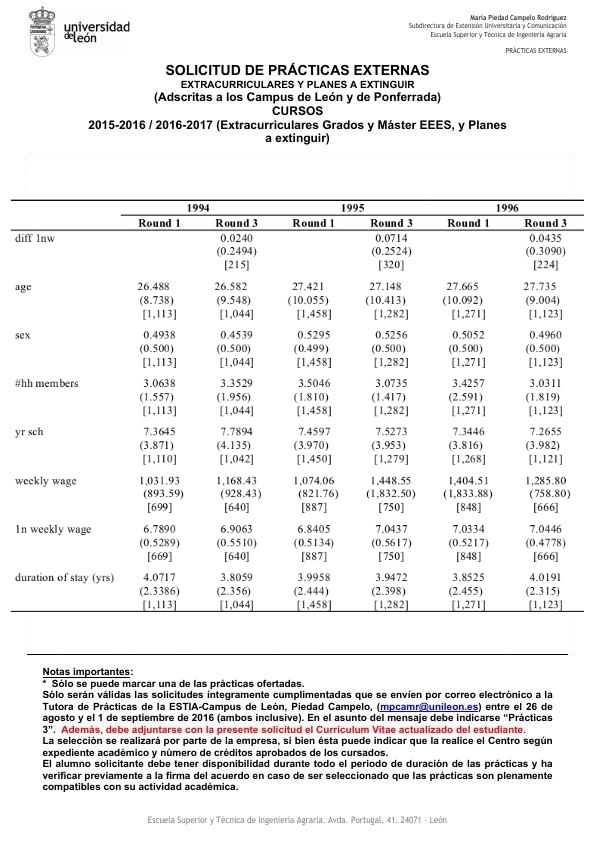 universidad
de león
María Piedad Campelo Rodríguez
Subdirectora de Extensión Universitaria y Comunicación
Escuela Superior y Técnica de Ingeniería Agraria
PRÁCTICAS EXTERNAS
SOLICITUD DE PRÁCTICAS EXTERNAS
EXTRACURRICULARES Y PLANES A EXTINGUIR
(Adscritas a los Campus de León y de Ponferrada)
CURSOS
2015-2016 / 2016-2017 (Extracurriculares Grados y Máster EEES, y Planes
a extinguir)
1994 1995 1996
Round 1 Round 3 Round 1 Round 3 Round 1 Round 3
diff 1nw 0.0240 0.0714 0.0435
(0.2494) (0.2524) (0.3090)
[215] [320] [224]
age 26.488 26.582 27.421 27.148 27.665 27.735
(8.738) (9.548) (10.055) (10.413) (10.092) (9.004)
[1,113] [1,044] [1,458] [1,282] [1,271] [1,123]
sex 0.4938 0.4539 0.5295 0.5256 0.5052 0.4960
(0.500) (0.500) (0.499) (0.500) (0.500) (0.500)
[1,113] [1,044] [1,458] [1,282] [1,271] [1,123]
#hh members 3.0638 3.3529 3.5046 3.0735 3.4257 3.0311
(1.557) (1.956) (1.810) (1.417) (2.591) (1.819)
[1,113] [1,044] [1,458] [1,282] [1,271] [1,123]
yr sch 7.3645 7.7894 7.4597 7.5273 7.3446 7.2655
(3.871) (4.135) (3.970) (3.953) (3.816) (3.982)
[1,110] [1,042] [1,450] [1,279] [1,268] [1,121]
weekly wage 1,031.93 1,168.43 1,074.06 1,448.55 1,404.51 1,285.80
(893.59) (928.43) (821.76) (1,832.50) (1,833.88) (758.80)
[699] [640] [887] [750] [848] [666]
1n weekly wage 6.7890 6.9063 6.8405 7.0437 7.0334 7.0446
(0.5289) (0.5510) (0.5134) (0.5617) (0.5217) (0.4778)
[669] [640] [887] [750] [848] [666]
duration of stay (yrs) 4.0717 3.8059 3.9958 3.9472 3.8525 4.0191
(2.3386) (2.356) (2.444) (2.398) (2.455) (2.315)
[1,113] [1,044] [1,458] [1,282] [1,271] [1,123]
Notas importantes:
* Sólo se puede marcar una de las prácticas ofertadas.
Sólo serán válidas las solicitudes íntegramente cumplimentadas que se envíen por correo electrónico a la
Tutora de Prácticas de la ESTIA-Campus de León, Piedad Campelo, (mpcamr@unileon.es) entre el 26 de
agosto y el 1 de septiembre de 2016 (ambos inclusive). En el asunto del mensaje debe indicarse “Prácticas
3”. Además, debe adjuntarse con la presente solicitud el Curriculum Vitae actualizado del estudiante.
La selección se realizará por parte de la empresa, si bien ésta puede indicar que la realice el Centro según
expediente académico y número de créditos aprobados de los cursados.
El alumno solicitante debe tener disponibilidad durante todo el periodo de duración de las prácticas y ha
verificar previamente a la firma del acuerdo en caso de ser seleccionado que las prácticas son plenamente
compatibles con su actividad académica.
Escuela Superior y Técnica de Ingeniería Agraria. Avda. Portugal, 41. 24071 – León